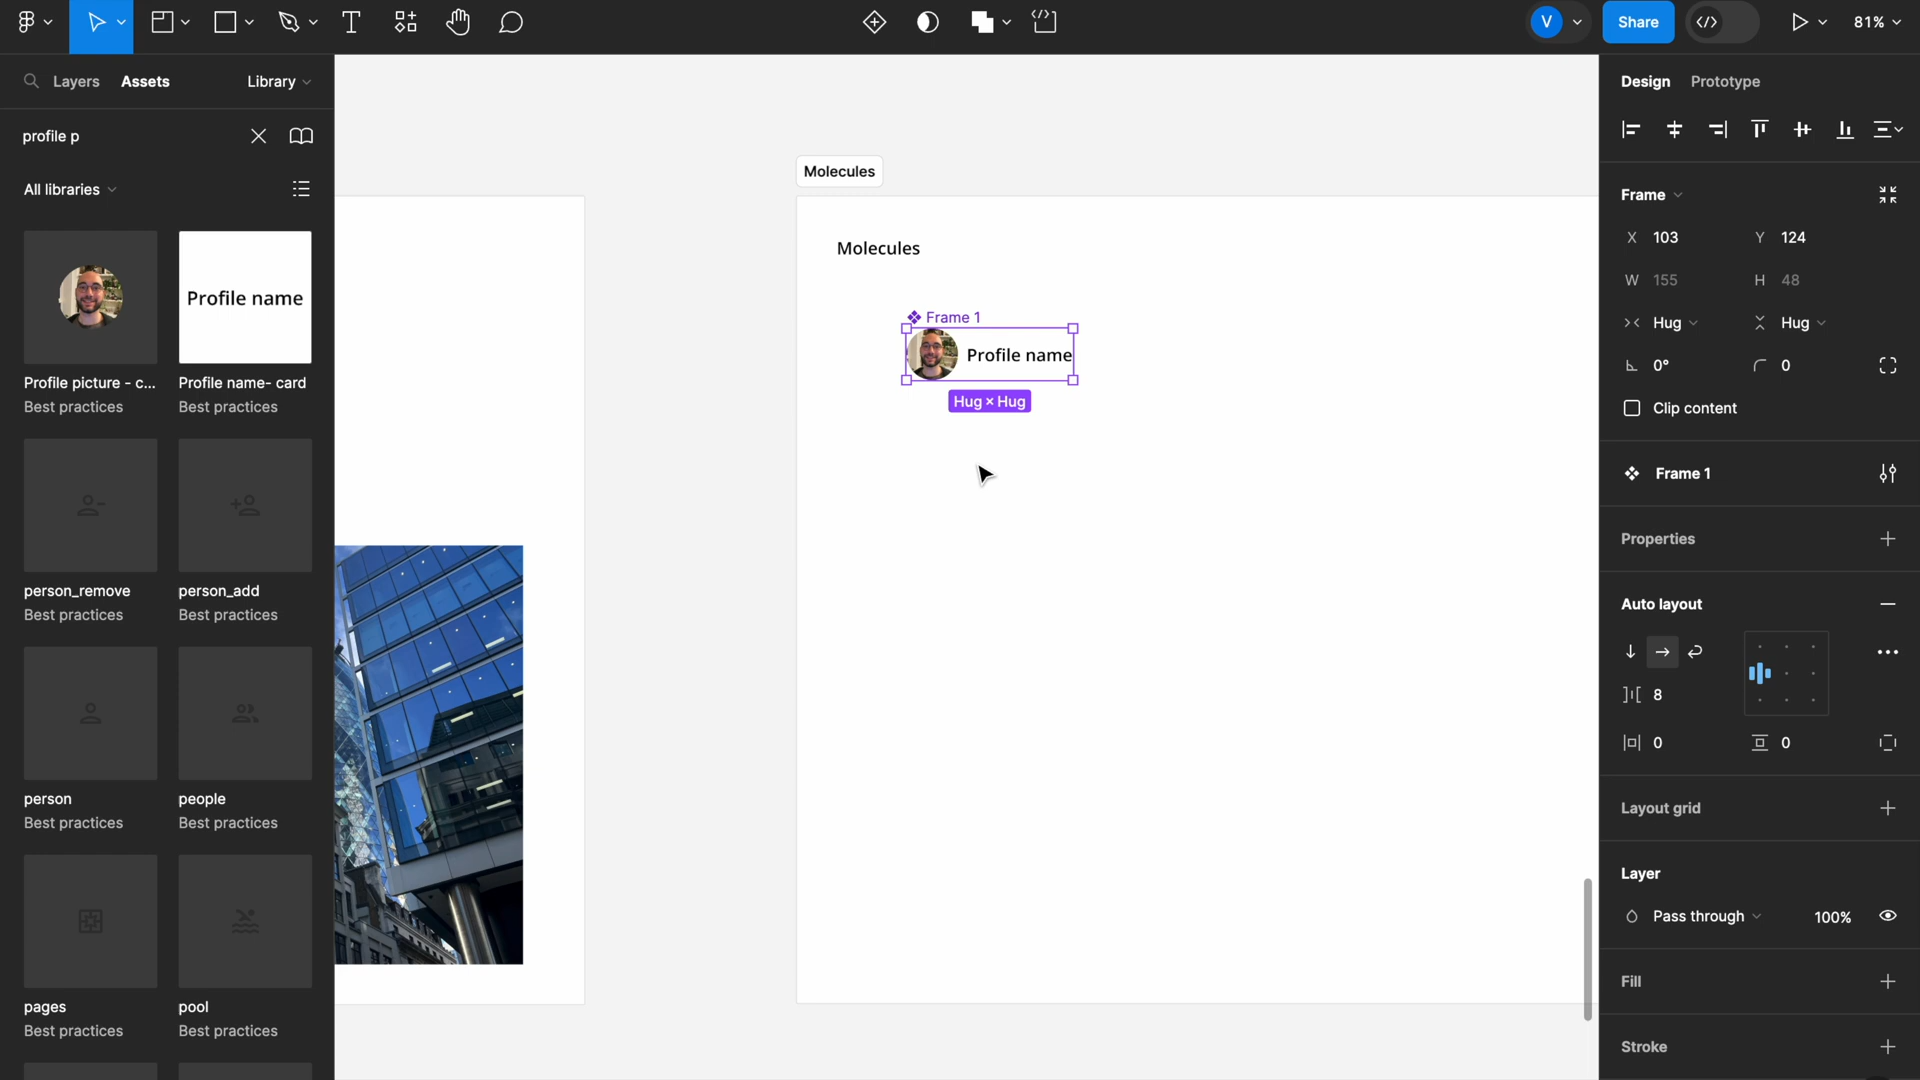 V
Share
81%
Layers
Assets
Library
Design
Prototype
profile p
All libraries
Profile picture - c...
Best practices
Profile name
Profile name- card
Best practices
person_remove
Best practices
person_add
Best practices
person
Best practices
people
Best practices
pages
Best practices
pool
Best practices
Molecules
Molecules
Frame 1
Profile name
Hug × Hug
Frame
X 103
Y 124
W 155
H 48
Hug
Hug
0°
0
Clip content
Frame 1
Properties
Auto layout
8
0
0
Layout grid
Layer
Pass through
100%
Fill
Stroke